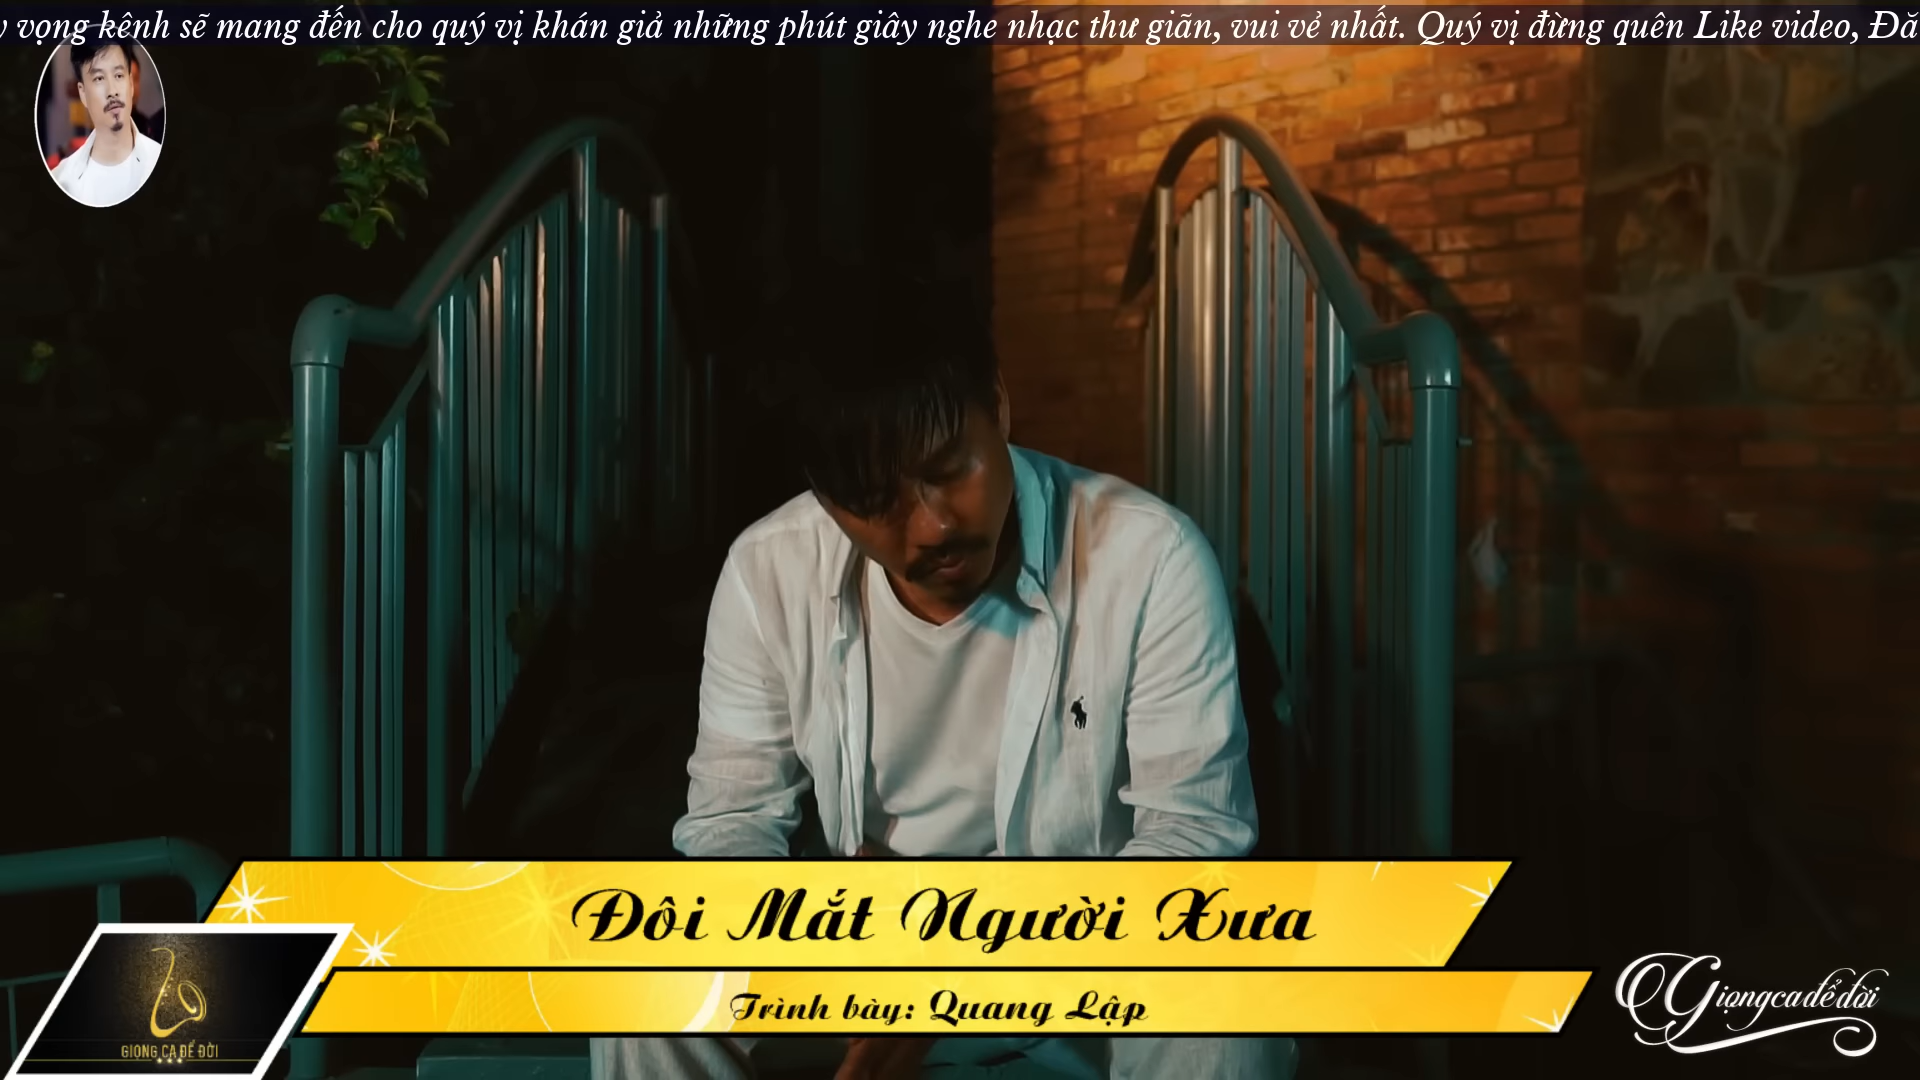 vọng kênh sẽ mang đến cho quý vị khán giả những phút giây nghe nhạc thư giãn, vui vẻ nhất. Quý vị đừng quên Like video, Đă
Đôi Mắt Người Xưa
Trình bày: Quang Lập
GIỌNG CA ĐỂ ĐỜI
Giọngcađểđời